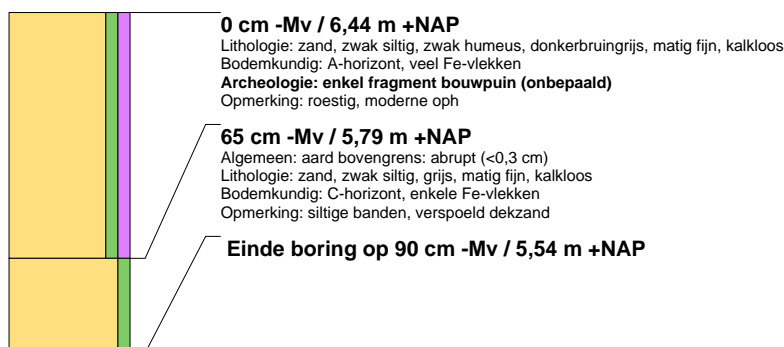 0 cm -Mv / 6,44 m +NAP
Lithologie: zand, zwak siltig, zwak humeus, donkerbruingrijs, matig fijn, kalkloos
Bodemkundig: A-horizont, veel Fe-vlekken
Archeologie: enkel fragment bouwpuin (onbepaald)
Opmerking: roestig, moderne oph
65 cm -Mv / 5,79 m +NAP
Algemeen: aard bovengrens: abrupt (<0,3 cm)
Lithologie: zand, zwak siltig, grijs, matig fijn, kalkloos
Bodemkundig: C-horizont, enkele Fe-vlekken
Opmerking: siltige banden, verspoeld dekzand
Einde boring op 90 cm -Mv / 5,54 m +NAP